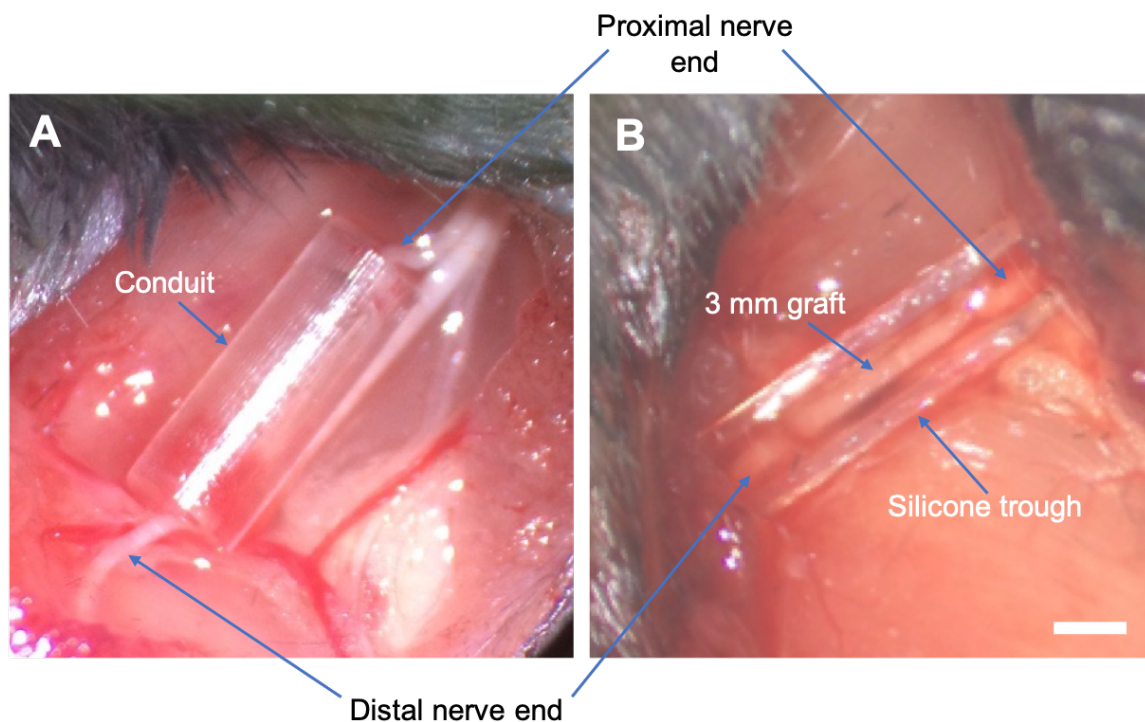 Proximal nerve
end
A
B
Conduit
3 mm graft
Silicone trough
Distal nerve end